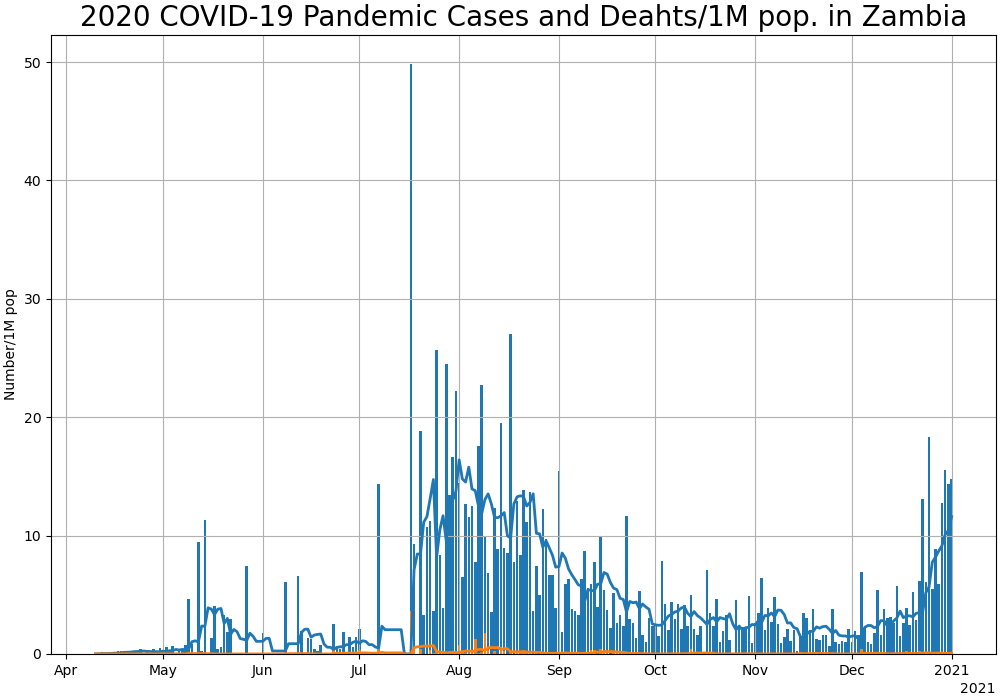 2020 COVID-19 Pandemic Cases and Deahts/1M pop. in Zambia
Number/1M pop
50
40
30
20
10
0
Apr May Jun Jul Aug Sep Oct Nov Dec 2021
2021